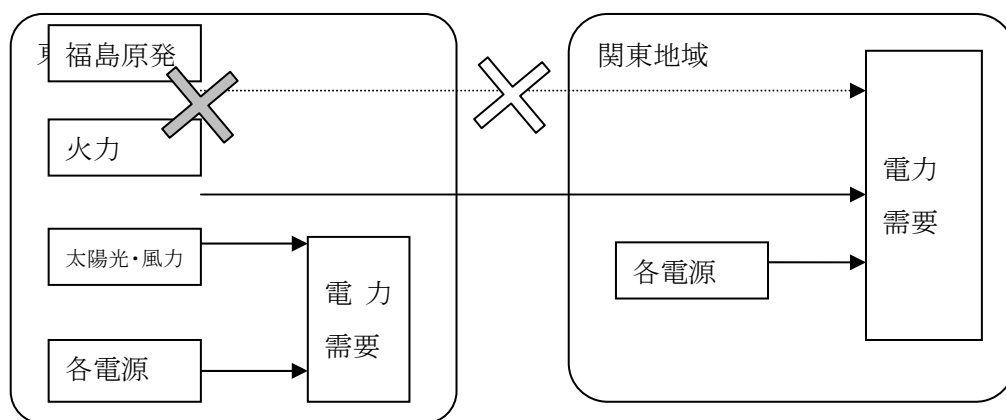 福島原発
火力
太陽光・風力
各電源
電 力
需要
関東地域
各電源
電力
需要